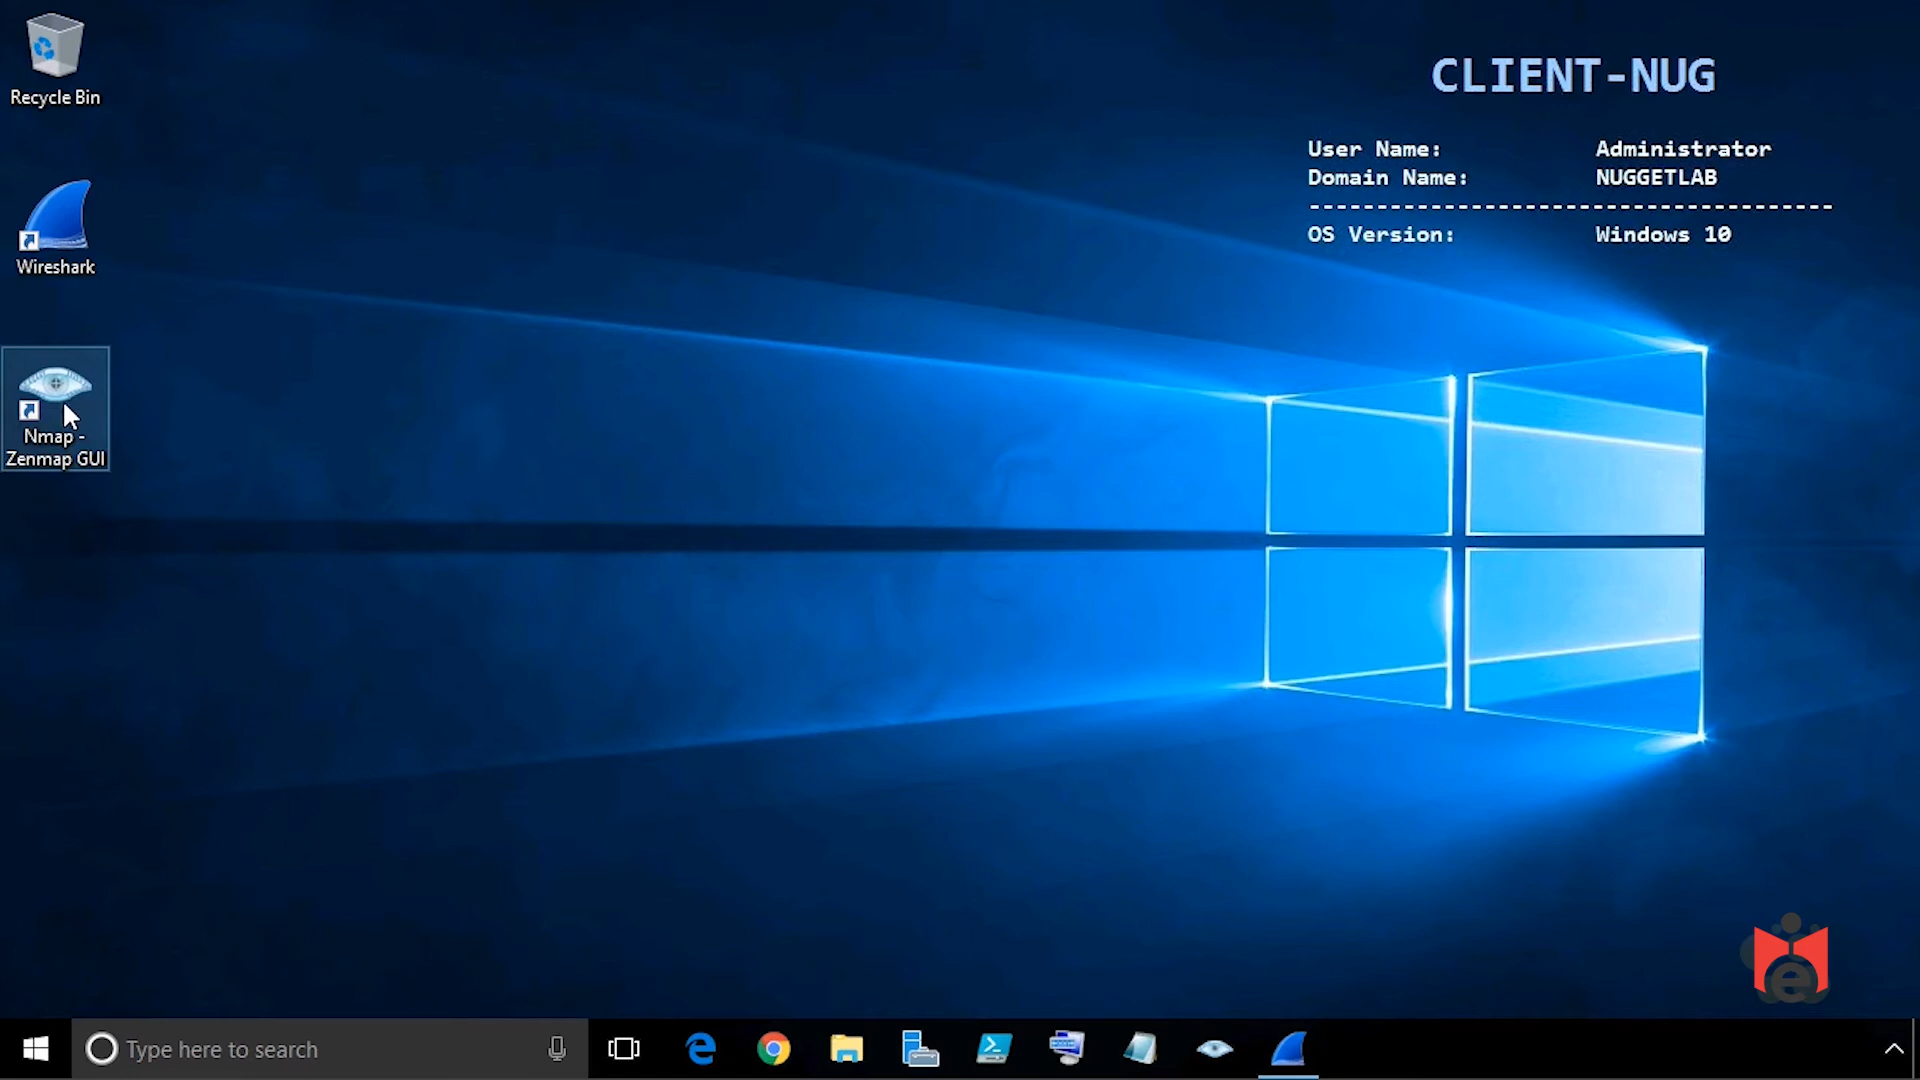 Recycle Bin
Wireshark
Nmap -
Zenmap GUI
CLIENT-NUG
User Name: Administrator
Domain Name: NUGGETLAB
---------------------------------------
OS Version: Windows 10
e
Type here to search